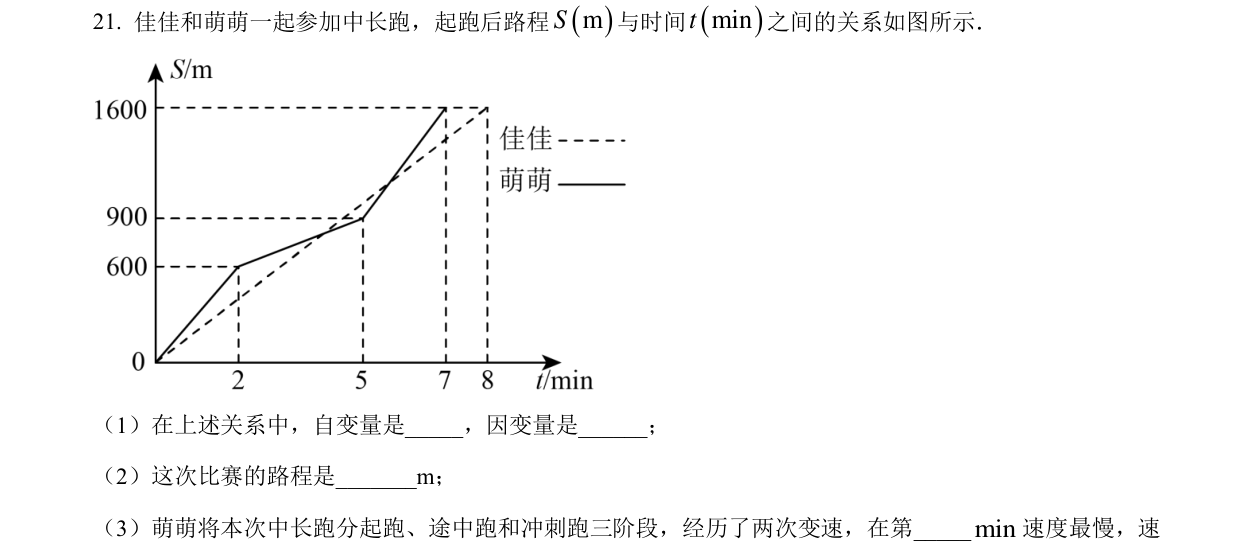 21. 佳佳和萌萌一起参加中长跑，起跑后路程S(m)与时间t(min)之间的关系如图所示．
S/m
1600
佳佳
萌萌
900
600
0
2 5 7 8 t/min
（1）在上述关系中，自变量是_____，因变量是______；
（2）这次比赛的路程是_______m；
（3）萌萌将本次中长跑分起跑、途中跑和冲刺跑三阶段，经历了两次变速，在第_____min 速度最慢，速